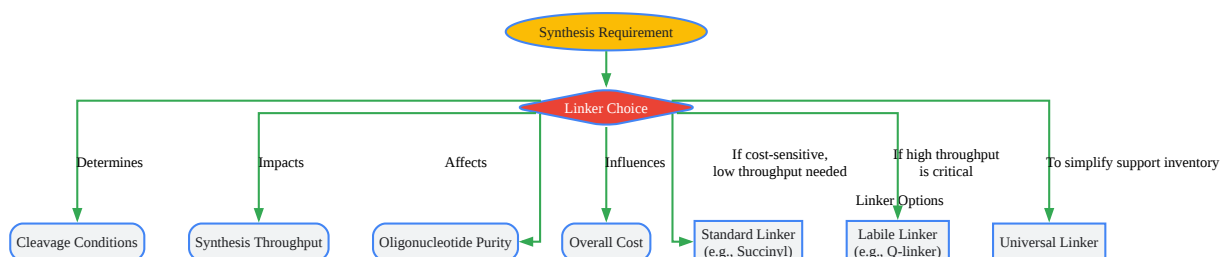 Synthesis Requirement
Linker Choice
Determines
Impacts
Affects
Influences
If cost-sensitive,
low throughput needed
If high throughput
is critical
To simplify support inventory
Linker Options
Cleavage Conditions
Synthesis Throughput
Oligonucleotide Purity
Overall Cost
Standard Linker
(e.g., Succinyl)
Labile Linker
(e.g., Q-linker)
Universal Linker